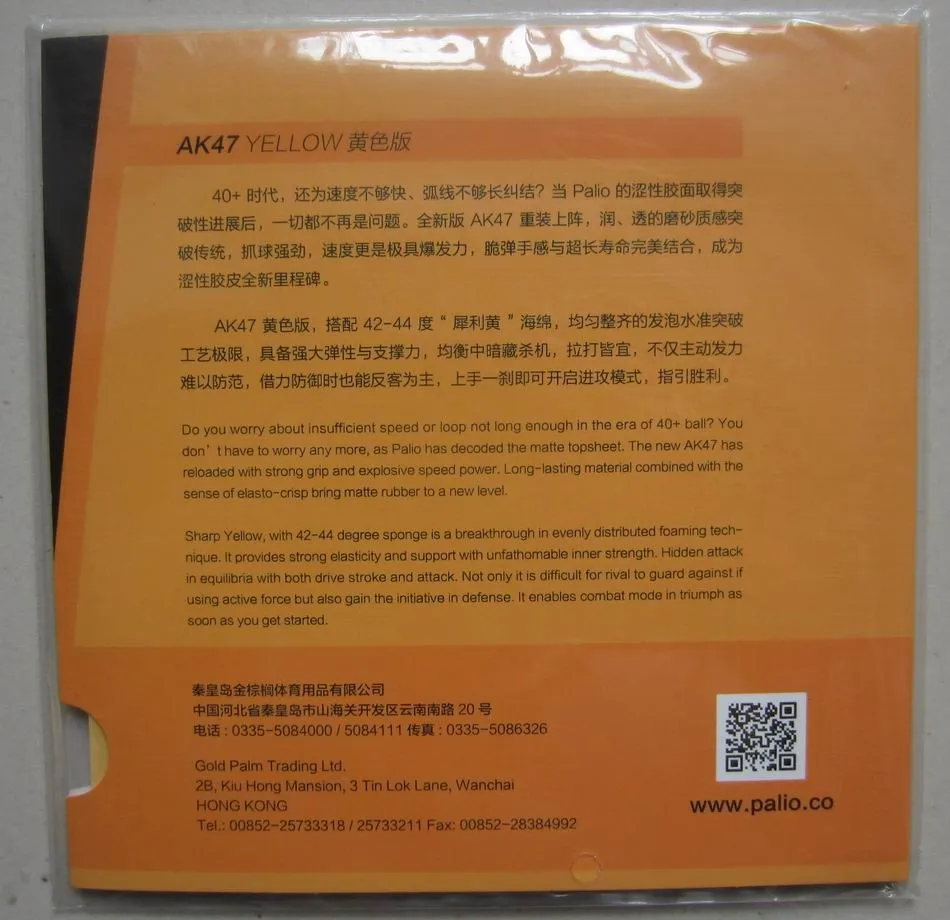 AK47 YELLOW 黄色版
40+ 时代，还为速度不够快、弧线不够长纠结？当 Palio 的涩性胶面取得突
破性进展后，一切都不再是问题。全新版 AK47 重装上阵，润、透的磨砂质感突
破传统，抓球强劲，速度更是极具爆发力，脆弹手感与超长寿命完美结合，成为
涩性胶皮全新里程碑。
AK47 黄色版，搭配 42-44 度“犀利黄”海绵，均匀整齐的发泡水准突破
工艺极限，具备强大弹性与支撑力，均衡中暗藏杀机，拉打皆宜，不仅主动发力
难以防范，借力防御时也能反客为主，上手一刹即可开启进攻模式，指引胜利。
Do you worry about insufficient speed or loop not long enough in the era of 40+ ball? You
don't have to worry any more, as Palio has decoded the matte topsheet. The new AK47 has
reloaded with strong grip and explosive speed power. Long-lasting material combined with the
sense of elasto-crisp bring matte rubber to a new level.
Sharp Yellow, with 42-44 degree sponge is a breakthrough in evenly distributed foaming tech-
nique. It provides strong elasticity and support with unfathomable inner strength. Hidden attack
in equilibria with both drive stroke and attack. Not only it is difficult for rival to guard against if
using active force but also gain the initiative in defense. It enables combat mode in triumph as
soon as you get started.
秦皇岛金棕榈体育用品有限公司
中国河北省秦皇岛市山海关开发区云南南路 20 号
电话：0335-5084000 / 5084111 传真：0335-5086326
Gold Palm Trading Ltd.
2B, Kiu Hong Mansion, 3 Tin Lok Lane, Wanchai
HONG KONG
Tel.: 00852-25733318 / 25733211 Fax: 00852-28384992
www.palio.co